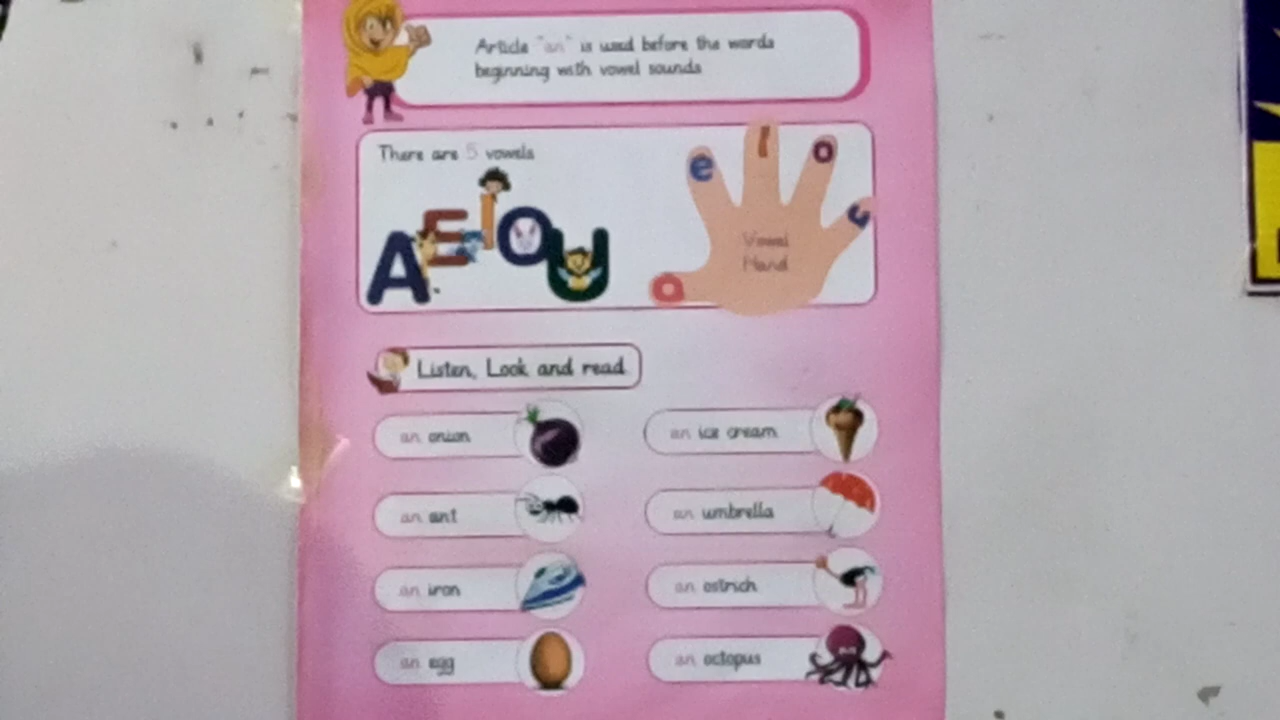 Article "an" is used before the words
beginning with vowel sounds
There are 5 vowels
A E I O U
e I o u
Vowel
Hand
a
Listen, Look and read
an onion
an ice cream
an ant
an umbrella
an iron
an ostrich
an egg
an octopus